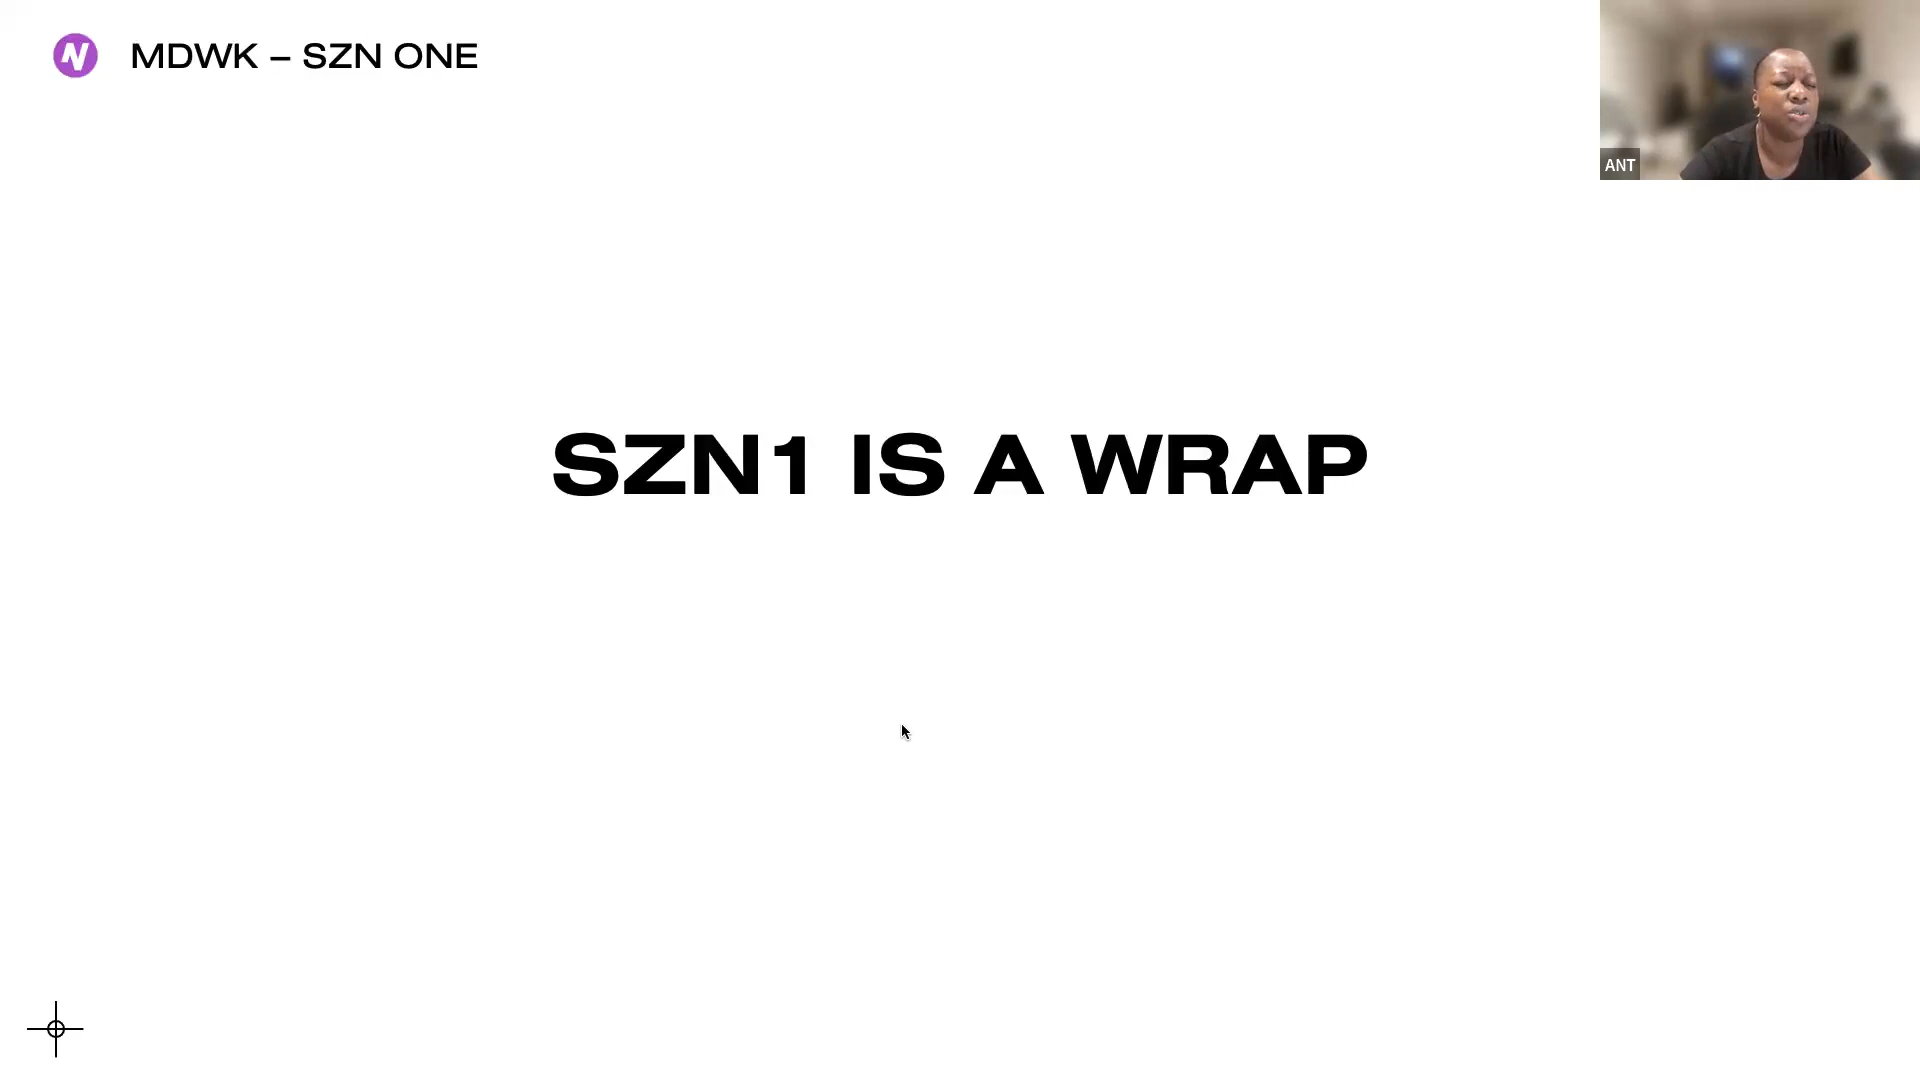 N
MDWK – SZN ONE
ANT
SZN1 IS A WRAP